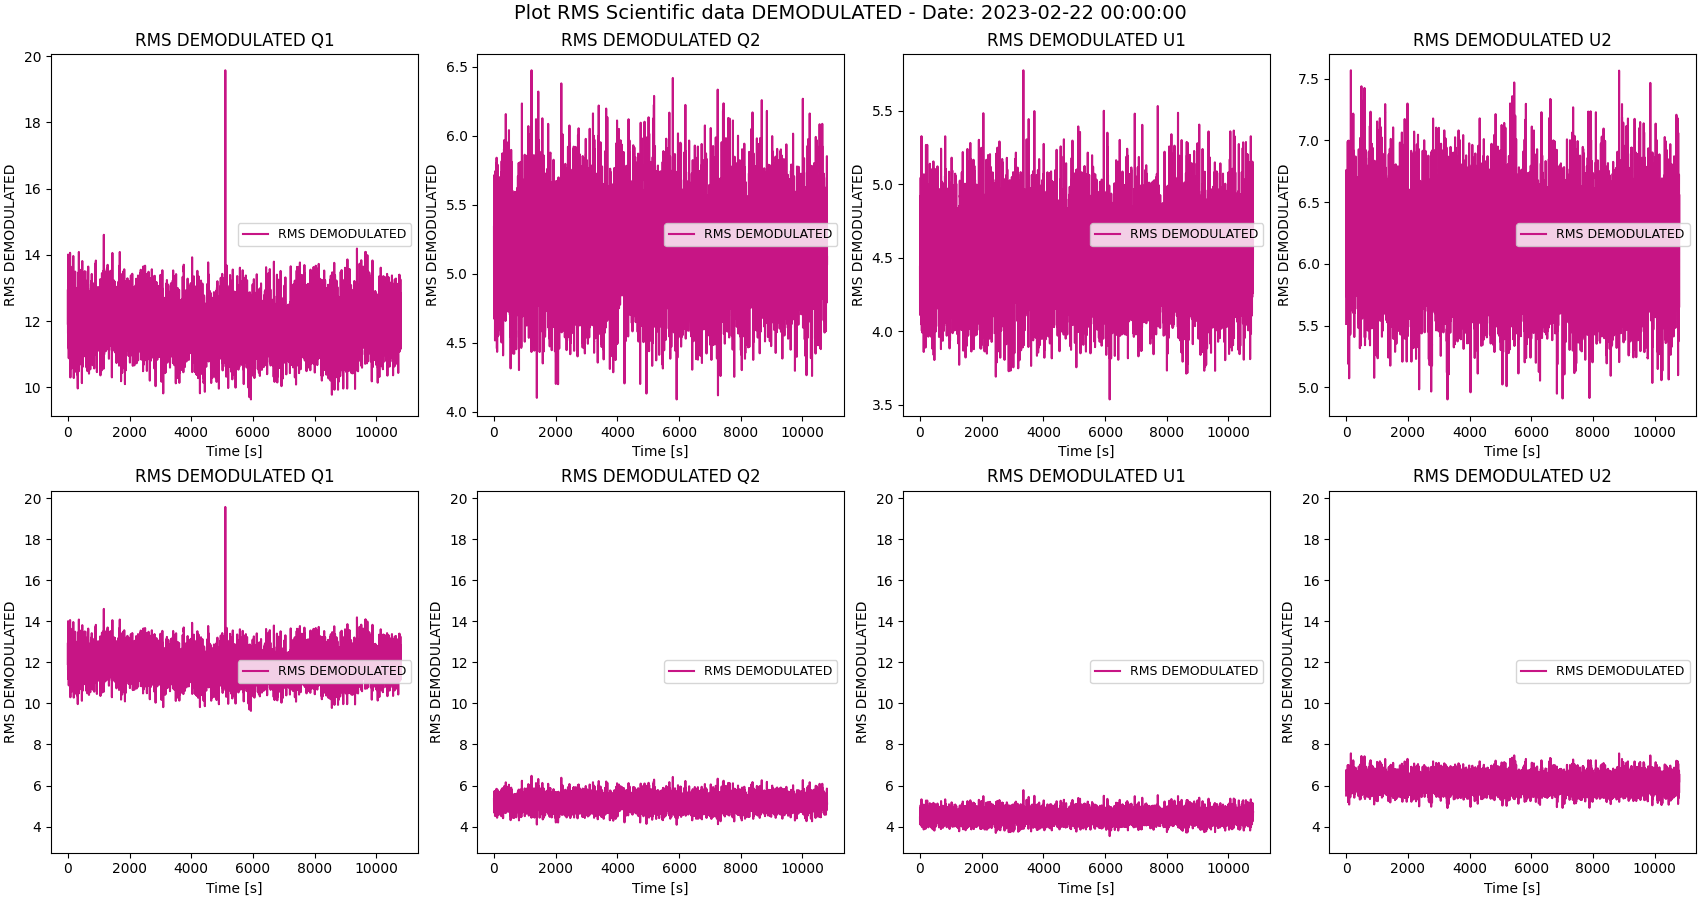 Plot RMS Scientific data DEMODULATED - Date: 2023-02-22 00:00:00
RMS DEMODULATED Q1
RMS DEMODULATED
20
18
16
14
12
10
RMS DEMODULATED
0 2000 4000 6000 8000 10000
Time [s]
RMS DEMODULATED Q2
RMS DEMODULATED
6.5
6.0
5.5
5.0
4.5
4.0
RMS DEMODULATED
0 2000 4000 6000 8000 10000
Time [s]
RMS DEMODULATED U1
RMS DEMODULATED
5.5
5.0
4.5
4.0
3.5
RMS DEMODULATED
0 2000 4000 6000 8000 10000
Time [s]
RMS DEMODULATED U2
RMS DEMODULATED
7.5
7.0
6.5
6.0
5.5
5.0
RMS DEMODULATED
0 2000 4000 6000 8000 10000
Time [s]
RMS DEMODULATED Q1
RMS DEMODULATED
20
18
16
14
12
10
8
6
4
RMS DEMODULATED
0 2000 4000 6000 8000 10000
Time [s]
RMS DEMODULATED Q2
RMS DEMODULATED
20
18
16
14
12
10
8
6
4
RMS DEMODULATED
0 2000 4000 6000 8000 10000
Time [s]
RMS DEMODULATED U1
RMS DEMODULATED
20
18
16
14
12
10
8
6
4
RMS DEMODULATED
0 2000 4000 6000 8000 10000
Time [s]
RMS DEMODULATED U2
RMS DEMODULATED
20
18
16
14
12
10
8
6
4
RMS DEMODULATED
0 2000 4000 6000 8000 10000
Time [s]